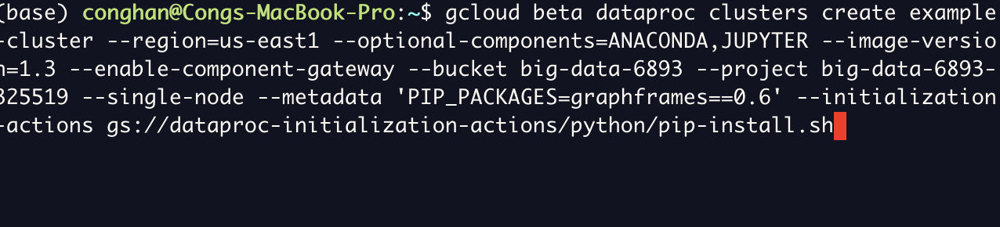 (base) conghan@Congs-MacBook-Pro:~$ gcloud beta dataproc clusters create example
-cluster --region=us-east1 --optional-components=ANACONDA,JUPYTER --image-versio
n=1.3 --enable-component-gateway --bucket big-data-6893 --project big-data-6893-
325519 --single-node --metadata 'PIP_PACKAGES=graphframes==0.6' --initialization
-actions gs://dataproc-initialization-actions/python/pip-install.sh